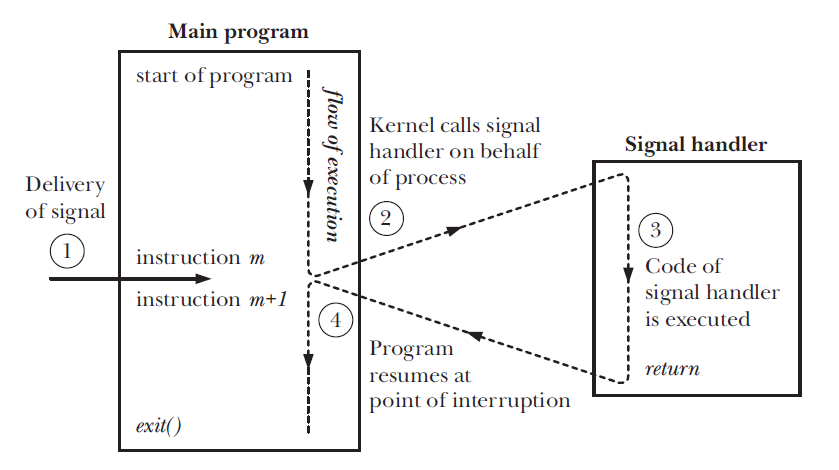 Main program
start of program
flow of execution
Delivery
of signal
1
instruction m
instruction m+1
exit()
Kernel calls signal
handler on behalf
of process
2
Signal handler
3
Code of
signal handler
is executed
return
4
Program
resumes at
point of interruption